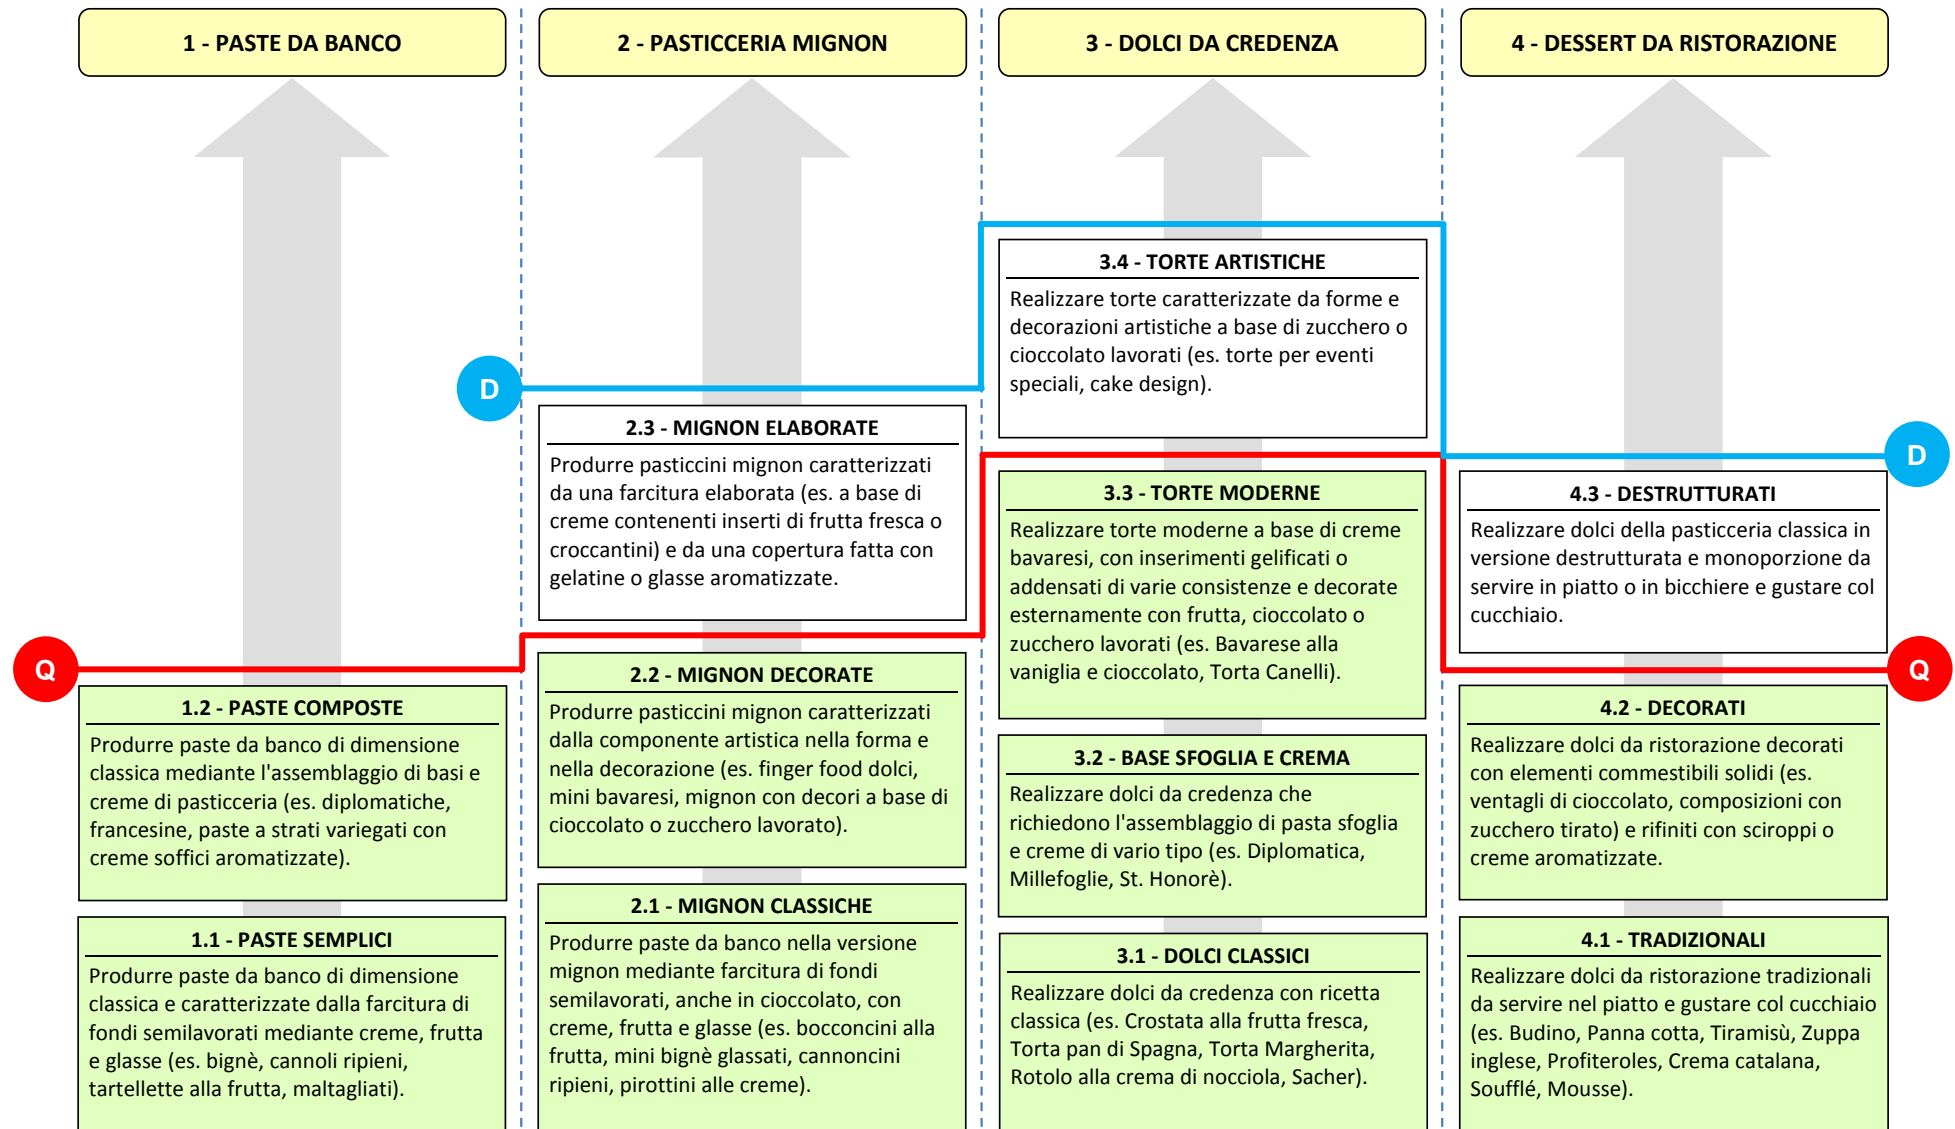 1 - PASTE DA BANCO
2 - PASTICCERIA MIGNON
3 - DOLCI DA CREDENZA
4 - DESSERT DA RISTORAZIONE
3.4 - TORTE ARTISTICHE
Realizzare torte caratterizzate da forme e
decorazioni artistiche a base di zucchero o
cioccolato lavorati (es. torte per eventi
speciali, cake design).
D
2.3 - MIGNON ELABORATE
Produrre pasticcini mignon caratterizzati
da una farcitura elaborata (es. a base di
creme contenenti inserti di frutta fresca o
croccantini) e da una copertura fatta con
gelatine o glasse aromatizzate.
D
3.3 - TORTE MODERNE
Realizzare torte moderne a base di creme
bavaresi, con inserimenti gelificati o
addensati di varie consistenze e decorate
esternamente con frutta, cioccolato o
zucchero lavorati (es. Bavarese alla
vaniglia e cioccolato, Torta Canelli).
4.3 - DESTRUTTURATI
Realizzare dolci della pasticceria classica in
versione destrutturata e monoporzione da
servire in piatto o in bicchiere e gustare col
cucchiaio.
Q
Q
1.2 - PASTE COMPOSTE
Produrre paste da banco di dimensione
classica mediante l'assemblaggio di basi e
creme di pasticceria (es. diplomatiche,
francesine, paste a strati variegati con
creme soffici aromatizzate).
2.2 - MIGNON DECORATE
Produrre pasticcini mignon caratterizzati
dalla componente artistica nella forma e
nella decorazione (es. finger food dolci,
mini bavaresi, mignon con decori a base di
cioccolato o zucchero lavorato).
3.2 - BASE SFOGLIA E CREMA
Realizzare dolci da credenza che
richiedono l'assemblaggio di pasta sfoglia
e creme di vario tipo (es. Diplomatica,
Millefoglie, St. Honorè).
4.2 - DECORATI
Realizzare dolci da ristorazione decorati
con elementi commestibili solidi (es.
ventagli di cioccolato, composizioni con
zucchero tirato) e rifiniti con sciroppi o
creme aromatizzate.
1.1 - PASTE SEMPLICI
Produrre paste da banco di dimensione
classica e caratterizzate dalla farcitura di
fondi semilavorati mediante creme, frutta
e glasse (es. bignè, cannoli ripieni,
tartellette alla frutta, maltagliati).
2.1 - MIGNON CLASSICHE
Produrre paste da banco nella versione
mignon mediante farcitura di fondi
semilavorati, anche in cioccolato, con
creme, frutta e glasse (es. bocconcini alla
frutta, mini bignè glassati, cannoncini
ripieni, pirottini alle creme).
3.1 - DOLCI CLASSICI
Realizzare dolci da credenza con ricetta
classica (es. Crostata alla frutta fresca,
Torta pan di Spagna, Torta Margherita,
Rotolo alla crema di nocciola, Sacher).
4.1 - TRADIZIONALI
Realizzare dolci da ristorazione tradizionali
da servire nel piatto e gustare col cucchiaio
(es. Budino, Panna cotta, Tiramisù, Zuppa
inglese, Profiteroles, Crema catalana,
Soufflé, Mousse).